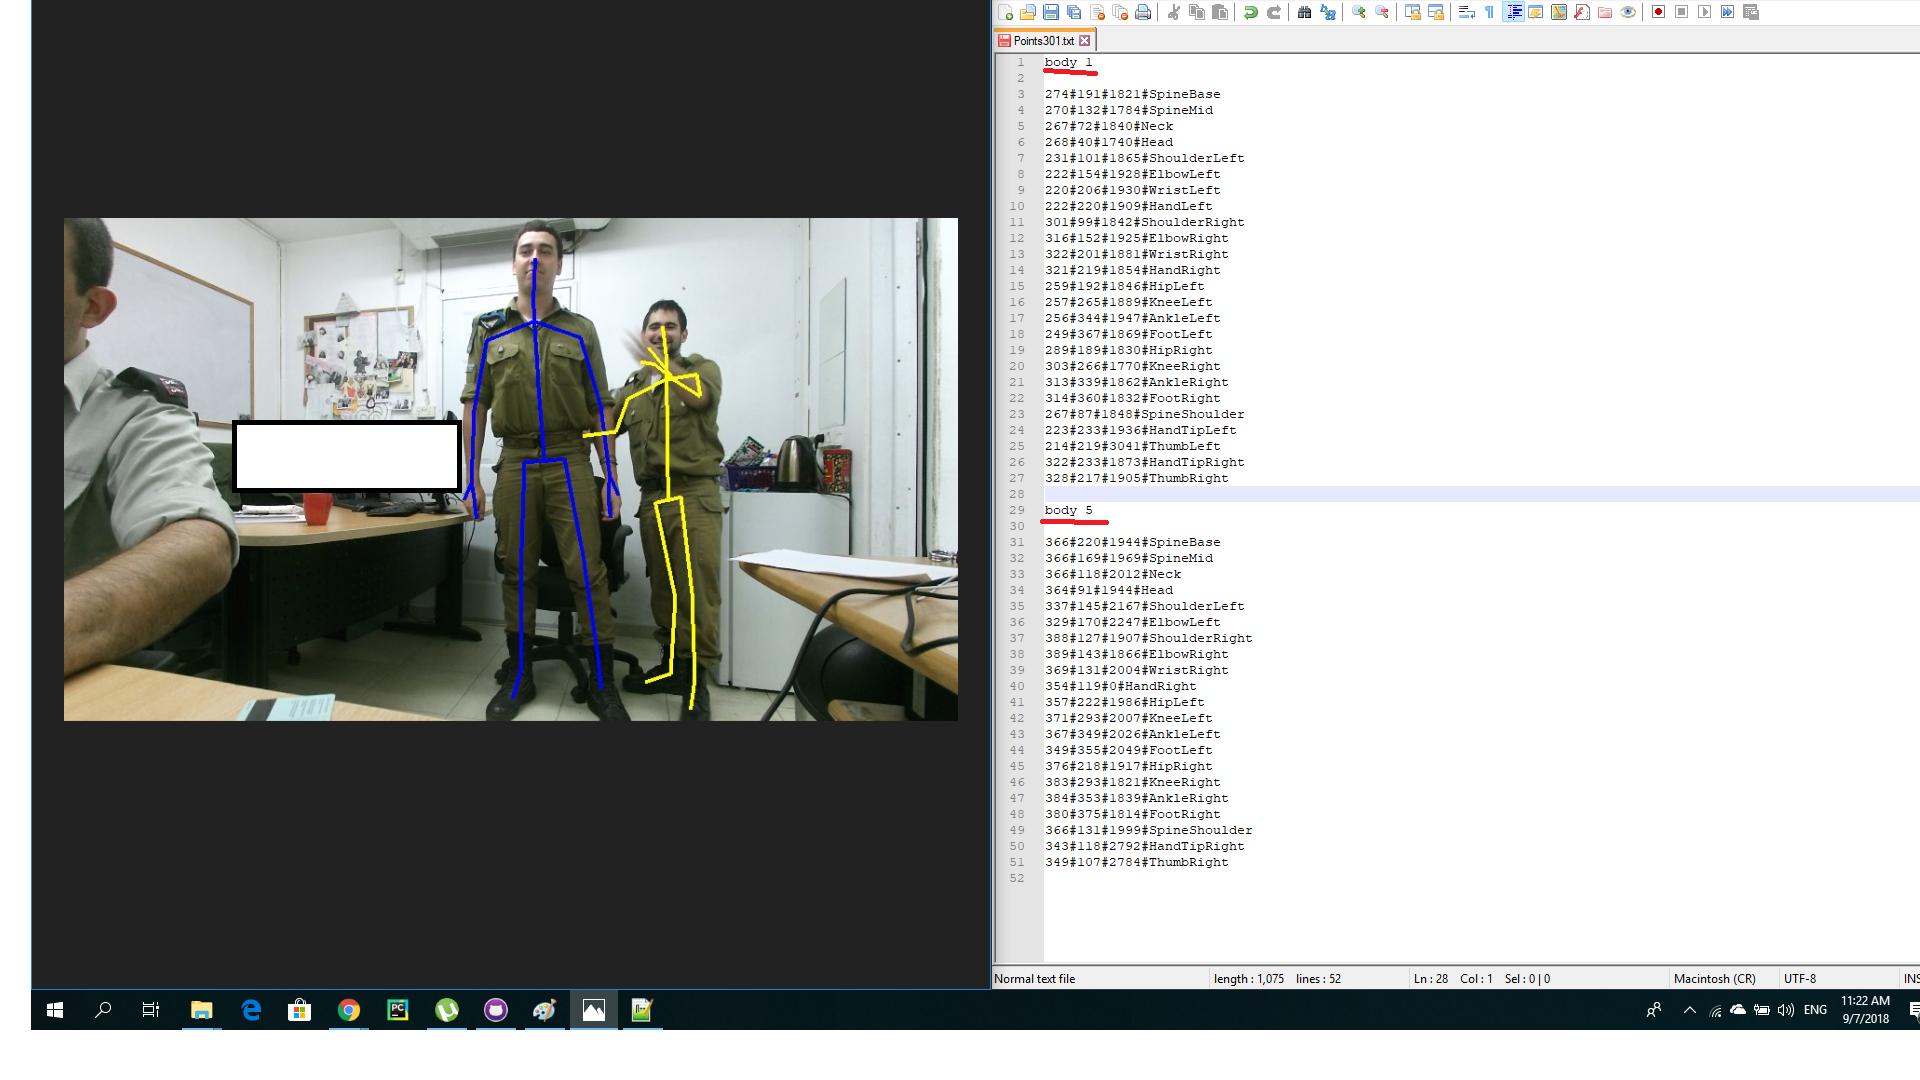 Points301.txt
1 body 1
2
3 274#191#1821#SpineBase
4 270#132#1784#SpineMid
5 267#72#1840#Neck
6 268#40#1740#Head
7 231#101#1865#ShoulderLeft
8 222#154#1928#ElbowLeft
9 220#206#1930#WristLeft
10 222#220#1909#HandLeft
11 301#99#1842#ShoulderRight
12 316#152#1925#ElbowRight
13 322#201#1881#WristRight
14 321#219#1854#HandRight
15 259#192#1846#HipLeft
16 257#265#1889#KneeLeft
17 256#344#1947#AnkleLeft
18 249#367#1869#FootLeft
19 289#189#1830#HipRight
20 303#266#1770#KneeRight
21 313#339#1862#AnkleRight
22 314#360#1832#FootRight
23 267#87#1848#SpineShoulder
24 223#233#1936#HandTipLeft
25 214#219#3041#ThumbLeft
26 322#233#1873#HandTipRight
27 328#217#1905#ThumbRight
28
29 body 5
30
31 366#220#1944#SpineBase
32 366#169#1969#SpineMid
33 366#118#2012#Neck
34 364#91#1944#Head
35 337#145#2167#ShoulderLeft
36 329#170#2247#ElbowLeft
37 388#127#1907#ShoulderRight
38 389#143#1866#ElbowRight
39 369#131#2004#WristRight
40 354#119#0#HandRight
41 357#222#1986#HipLeft
42 371#293#2007#KneeLeft
43 367#349#2026#AnkleLeft
44 349#355#2049#FootLeft
45 376#218#1917#HipRight
46 383#293#1821#KneeRight
47 384#353#1839#AnkleRight
48 380#375#1814#FootRight
49 366#131#1999#SpineShoulder
50 343#118#2792#HandTipRight
51 349#107#2784#ThumbRight
52
Normal text file length : 1,075 lines : 52 Ln : 28 Col : 1 Sel : 0 | 0 Macintosh (CR) UTF-8 INS
PC ENG 11:22 AM
9/7/2018